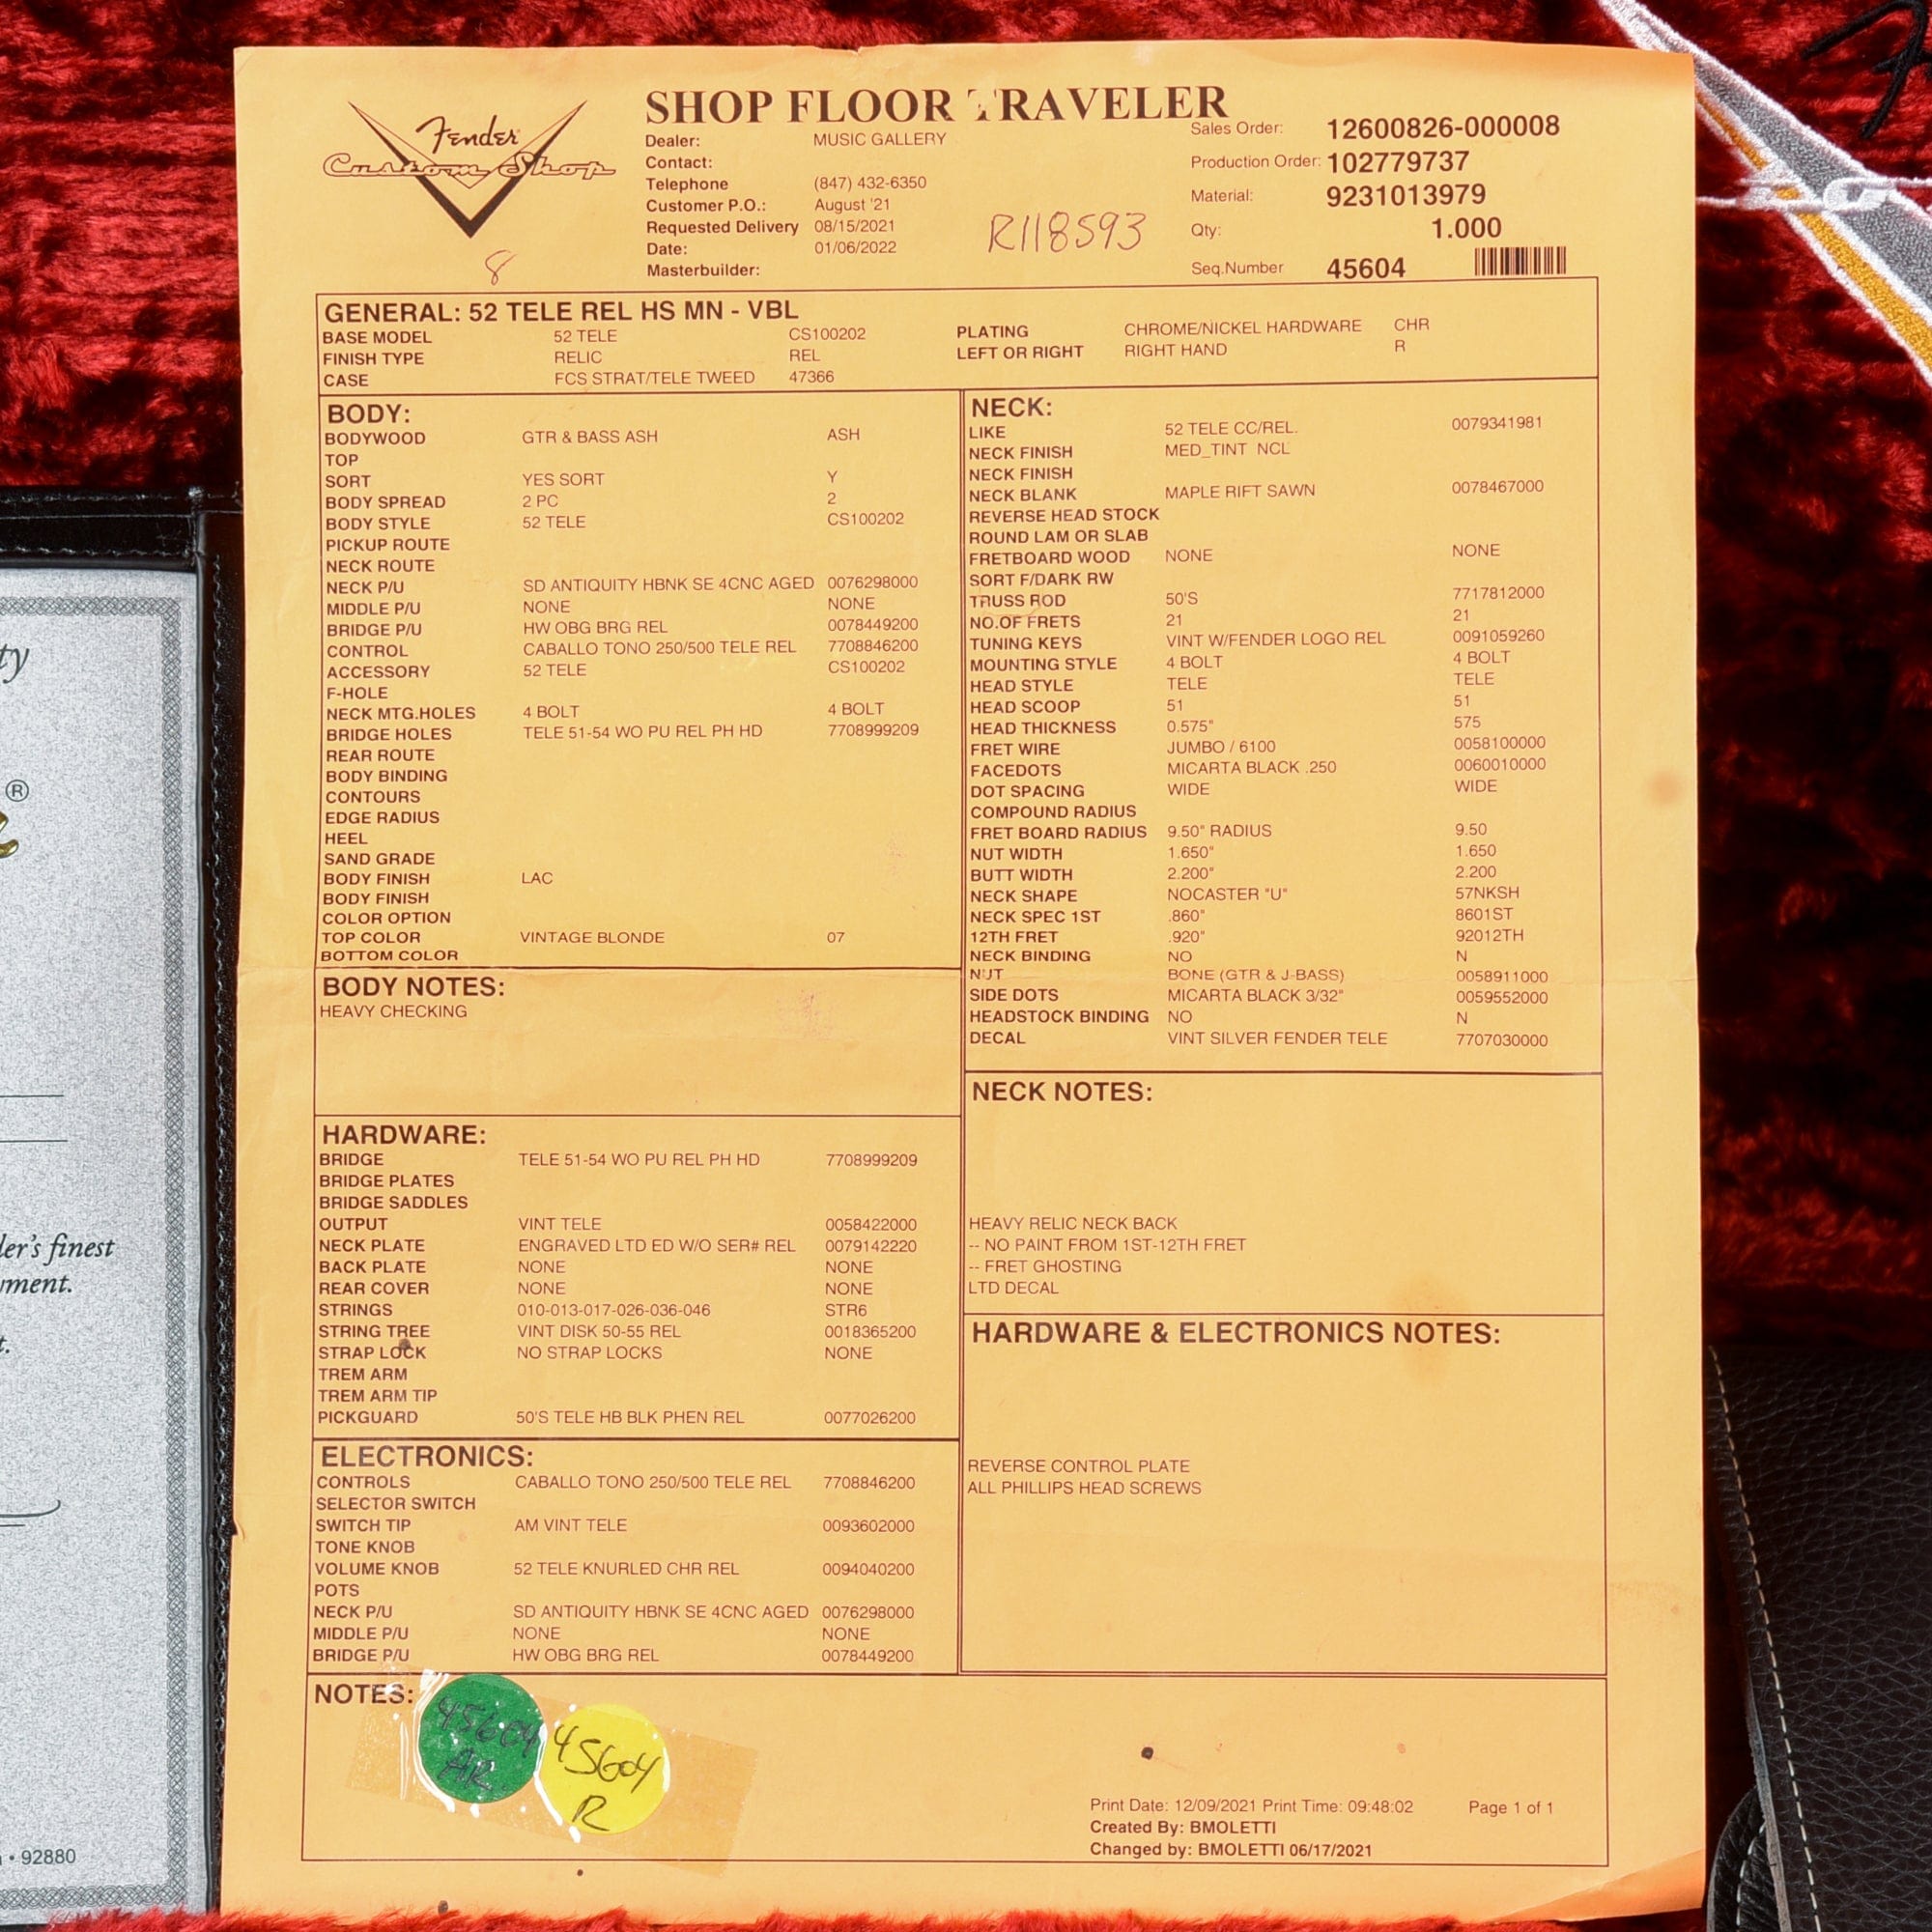 Fender
Custom Shop
SHOP FLOOR TRAVELER
Dealer: MUSIC GALLERY
Contact:
Telephone (847) 432-6350
Customer P.O.: August '21
Requested Delivery 08/15/2021
Date: 01/06/2022
Masterbuilder:
8
R118593
Sales Order: 12600826-000008
Production Order: 102779737
Material: 9231013979
Qty: 1.000
Seq.Number 45604
GENERAL: 52 TELE REL HS MN - VBL
BASE MODEL 52 TELE CS100202 PLATING CHROME/NICKEL HARDWARE CHR
FINISH TYPE RELIC REL LEFT OR RIGHT RIGHT HAND R
CASE FCS STRAT/TELE TWEED 47366
BODY:
BODYWOOD GTR & BASS ASH ASH
TOP
SORT YES SORT Y
BODY SPREAD 2 PC 2
BODY STYLE 52 TELE CS100202
PICKUP ROUTE
NECK ROUTE
NECK P/U SD ANTIQUITY HBNK SE 4CNC AGED 0076298000
MIDDLE P/U NONE NONE
BRIDGE P/U HW OBG BRG REL 0078449200
CONTROL CABALLO TONO 250/500 TELE REL 7708846200
ACCESSORY 52 TELE CS100202
F-HOLE
NECK MTG.HOLES 4 BOLT 4 BOLT
BRIDGE HOLES TELE 51-54 WO PU REL PH HD 7708999209
REAR ROUTE
BODY BINDING
CONTOURS
EDGE RADIUS
HEEL
SAND GRADE
BODY FINISH LAC
BODY FINISH
COLOR OPTION
TOP COLOR VINTAGE BLONDE 07
BOTTOM COLOR
BODY NOTES:
HEAVY CHECKING
HARDWARE:
BRIDGE TELE 51-54 WO PU REL PH HD 7708999209
BRIDGE PLATES
BRIDGE SADDLES
OUTPUT VINT TELE 0058422000
NECK PLATE ENGRAVED LTD ED W/O SER# REL 0079142220
BACK PLATE NONE NONE
REAR COVER NONE NONE
STRINGS 010-013-017-026-036-046 STR6
STRING TREE VINT DISK 50-55 REL 0018365200
STRAP LOCK NO STRAP LOCKS NONE
TREM ARM
TREM ARM TIP
PICKGUARD 50'S TELE HB BLK PHEN REL 0077026200
ELECTRONICS:
CONTROLS CABALLO TONO 250/500 TELE REL 7708846200
SELECTOR SWITCH
SWITCH TIP AM VINT TELE 0093602000
TONE KNOB
VOLUME KNOB 52 TELE KNURLED CHR REL 0094040200
POTS
NECK P/U SD ANTIQUITY HBNK SE 4CNC AGED 0076298000
MIDDLE P/U NONE NONE
BRIDGE P/U HW OBG BRG REL 0078449200
NECK:
LIKE 52 TELE CC/REL. 0079341981
NECK FINISH MED_TINT NCL
NECK FINISH
NECK BLANK MAPLE RIFT SAWN 0078467000
REVERSE HEAD STOCK
ROUND LAM OR SLAB
FRETBOARD WOOD NONE NONE
SORT F/DARK RW
TRUSS ROD 50'S 7717812000
NO.OF FRETS 21 21
TUNING KEYS VINT W/FENDER LOGO REL 0091059260
MOUNTING STYLE 4 BOLT 4 BOLT
HEAD STYLE TELE TELE
HEAD SCOOP 51 51
HEAD THICKNESS 0.575" 575
FRET WIRE JUMBO / 6100 0058100000
FACEDOTS MICARTA BLACK .250 0060010000
DOT SPACING WIDE WIDE
COMPOUND RADIUS
FRET BOARD RADIUS 9.50" RADIUS 9.50
NUT WIDTH 1.650" 1.650
BUTT WIDTH 2.200" 2.200
NECK SHAPE NOCASTER "U" 57NKSH
NECK SPEC 1ST .860" 8601ST
12TH FRET .920" 92012TH
NECK BINDING NO N
NUT BONE (GTR & J-BASS) 0058911000
SIDE DOTS MICARTA BLACK 3/32" 0059552000
HEADSTOCK BINDING NO N
DECAL VINT SILVER FENDER TELE 7707030000
NECK NOTES:
HEAVY RELIC NECK BACK
-- NO PAINT FROM 1ST-12TH FRET
-- FRET GHOSTING
LTD DECAL
HARDWARE & ELECTRONICS NOTES:
REVERSE CONTROL PLATE
ALL PHILLIPS HEAD SCREWS
NOTES:
45604
AR
45604
R
Print Date: 12/09/2021 Print Time: 09:48:02 Page 1 of 1
Created By: BMOLETTI
Changed by: BMOLETTI 06/17/2021
ty
®
ler's finest
ment.
t.
• 92880